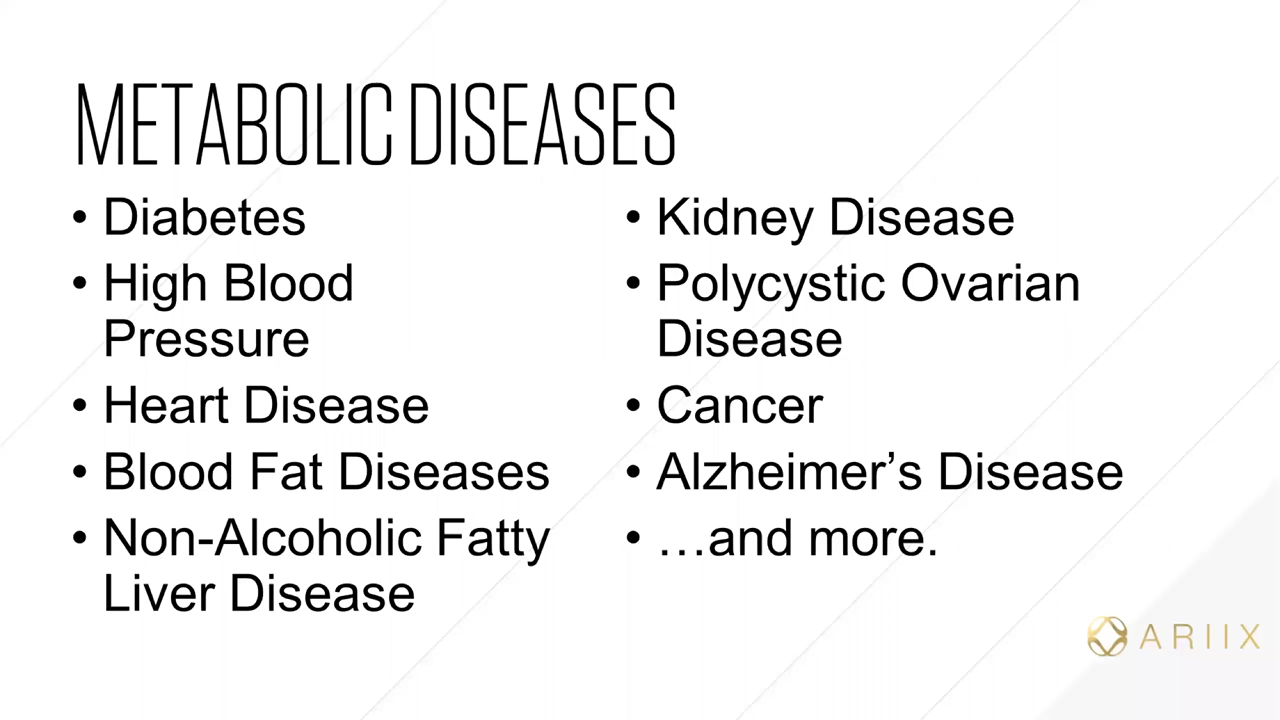 METABOLIC DISEASES
• Diabetes
• High Blood
Pressure
• Heart Disease
• Blood Fat Diseases
• Non-Alcoholic Fatty
Liver Disease
• Kidney Disease
• Polycystic Ovarian
Disease
• Cancer
• Alzheimer’s Disease
• …and more.
ARIIX